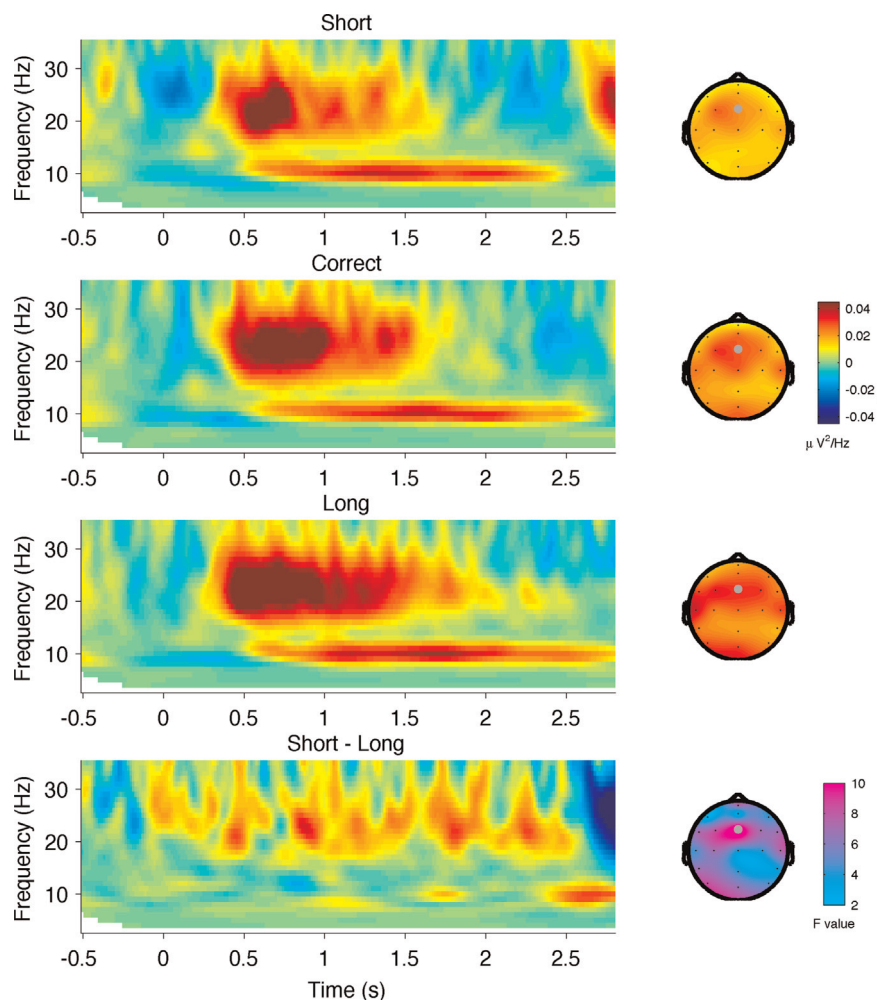 Short
Frequency (Hz)
30
20
10
-0.5 0 0.5 1 1.5 2 2.5
Correct
Frequency (Hz)
30
20
10
-0.5 0 0.5 1 1.5 2 2.5
0.04
0.02
0
-0.02
-0.04
μ V²/Hz
Long
Frequency (Hz)
30
20
10
-0.5 0 0.5 1 1.5 2 2.5
Short - Long
Frequency (Hz)
30
20
10
-0.5 0 0.5 1 1.5 2 2.5
Time (s)
10
8
6
4
2
F value